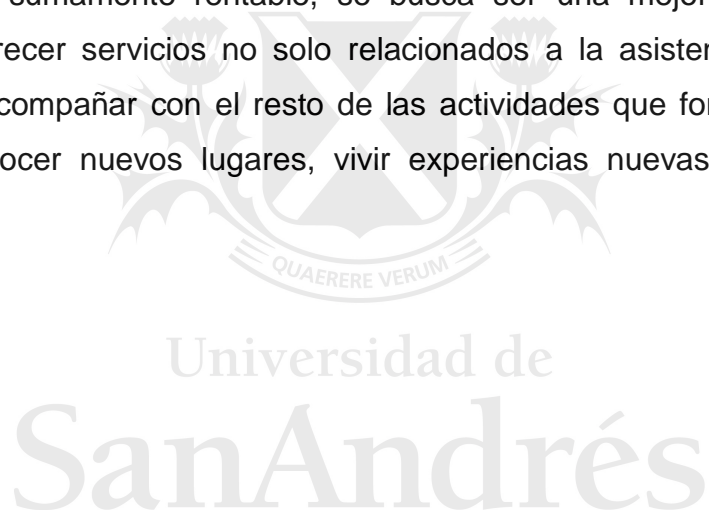 sumamente rentable, se busca ser una mejor
recer servicios no solo relacionados a la asisten
compañar con el resto de las actividades que for
ocer nuevos lugares, vivir experiencias nuevas
QUAERERE VERUM
Universidad de
SanAndrés